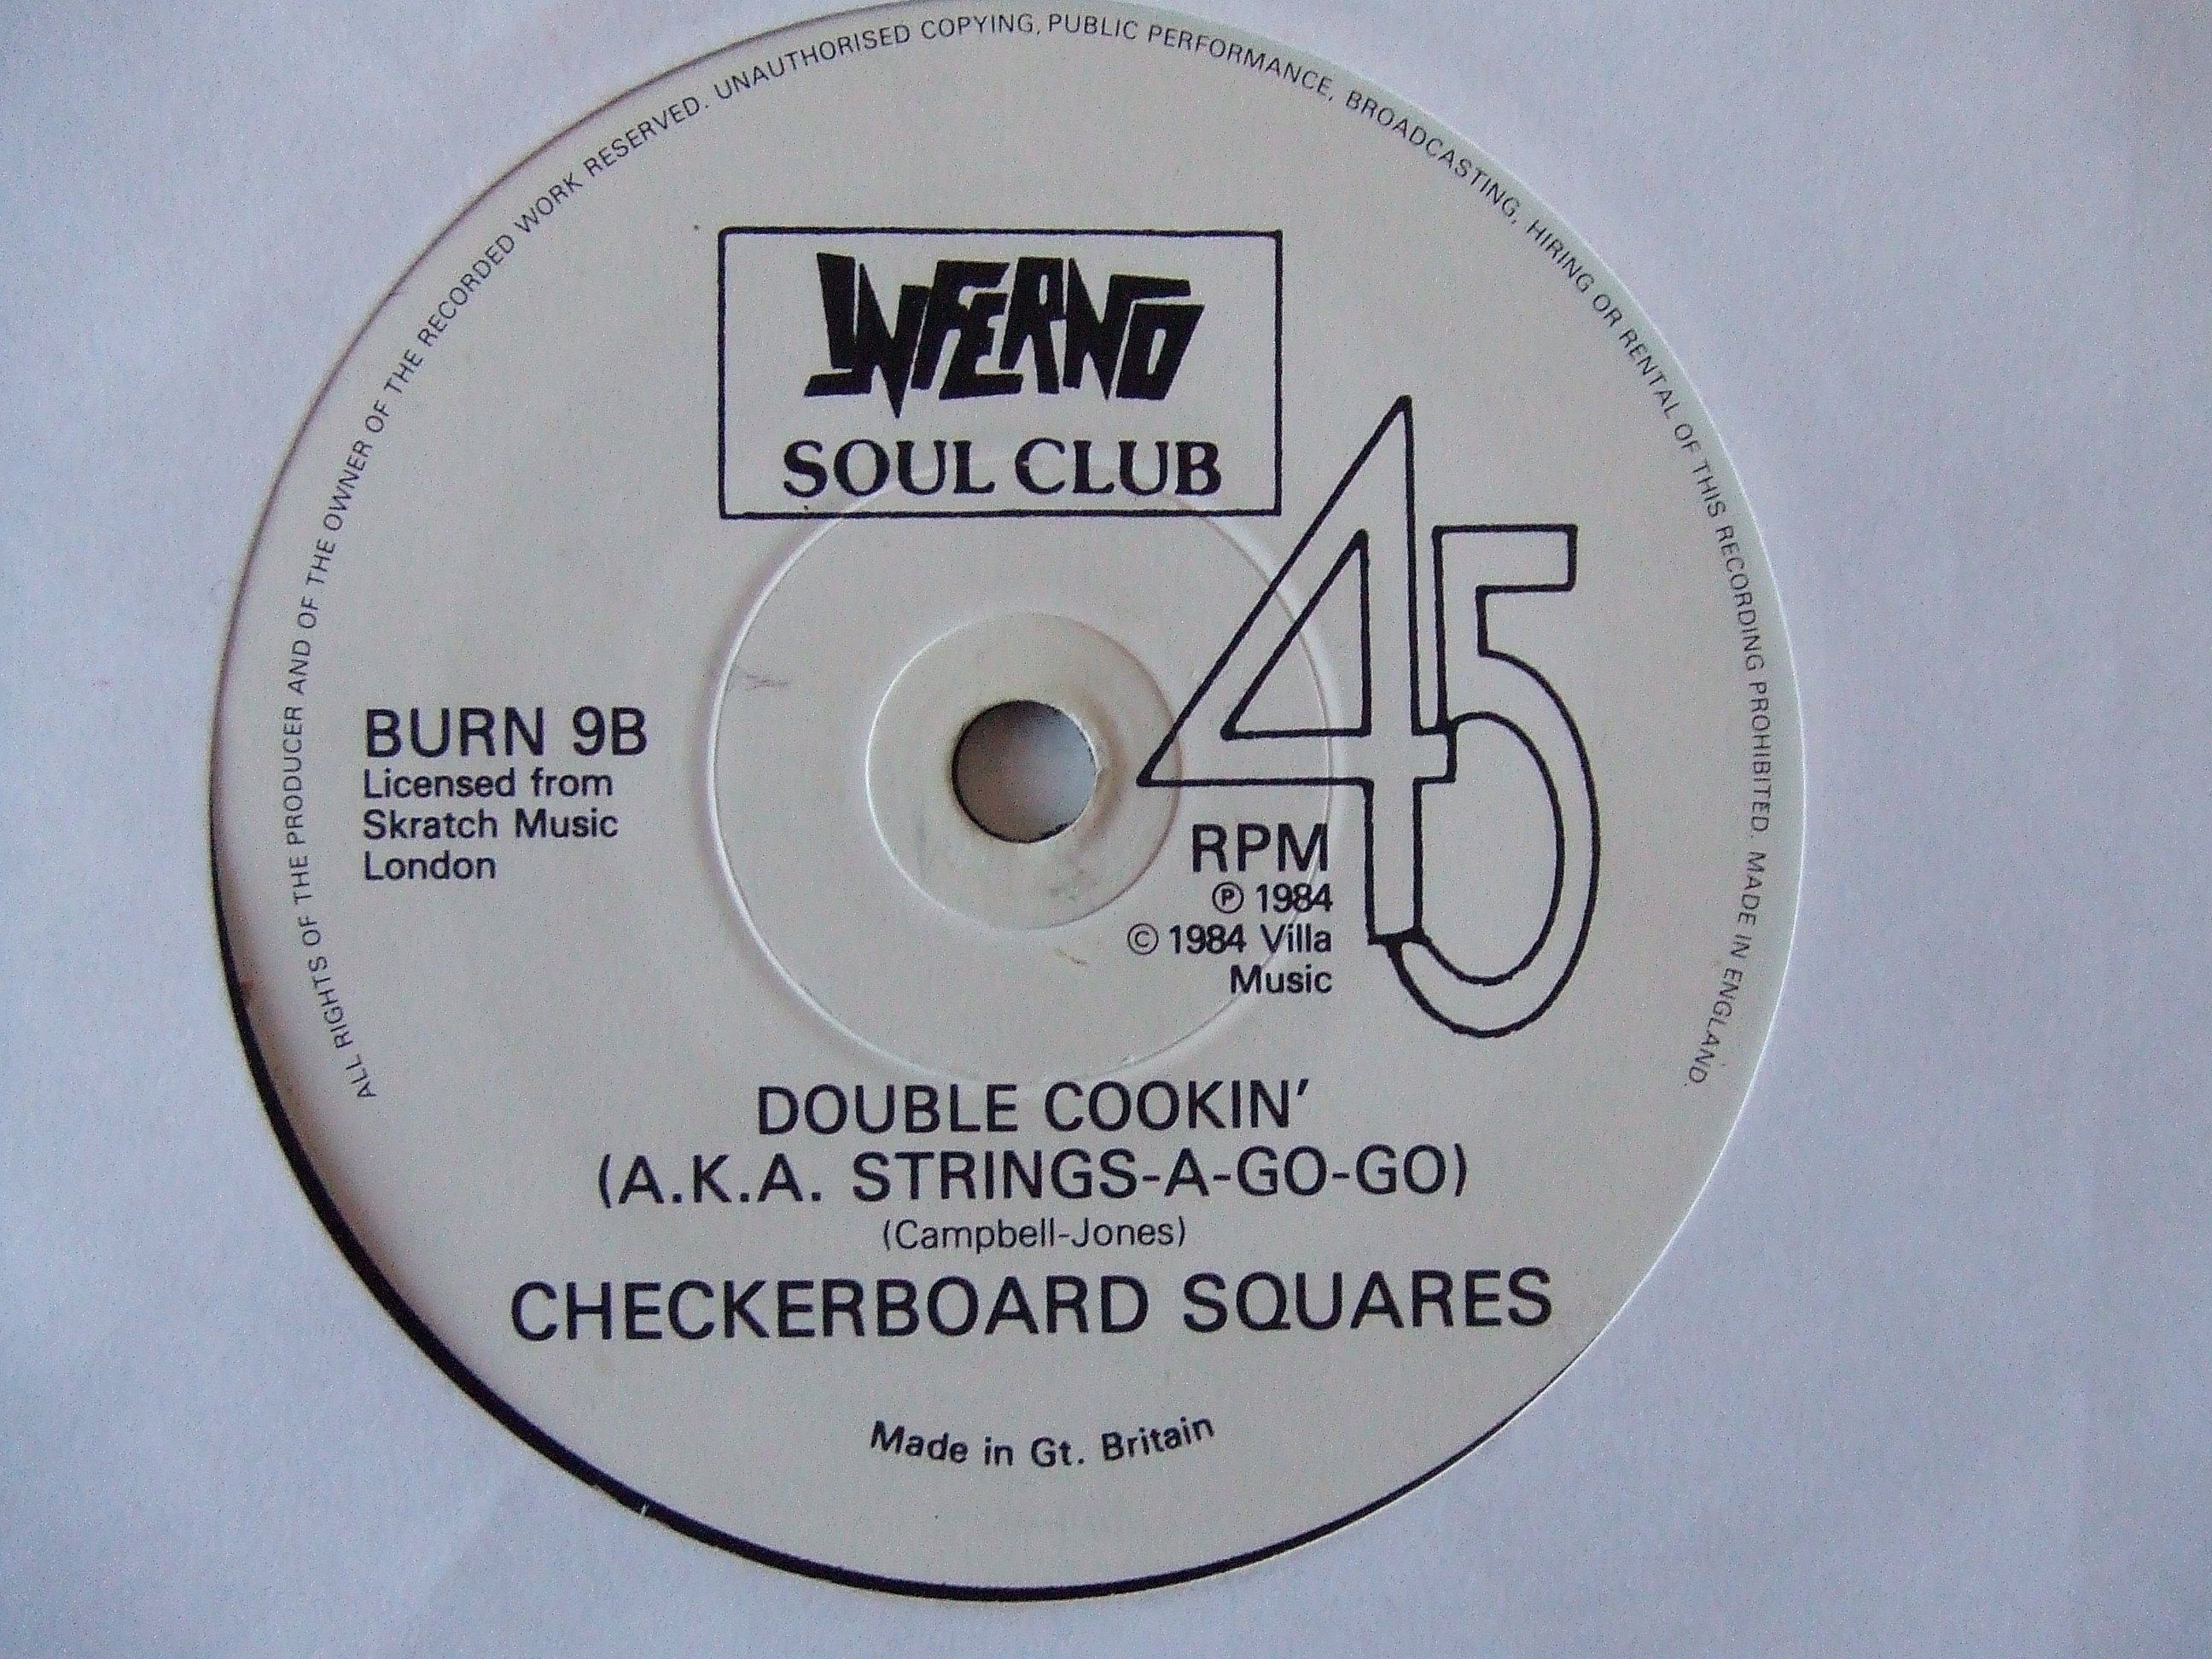 ALL RIGHTS OF THE PRODUCER AND OF THE OWNER OF THE RECORDED WORK RESERVED. UNAUTHORISED COPYING, PUBLIC PERFORMANCE, BROADCASTING, HIRING OR RENTAL OF THIS RECORDING PROHIBITED. MADE IN ENGLAND.
INFERNO
SOUL CLUB
45
BURN 9B
Licensed from
Skratch Music
London
RPM
℗ 1984
© 1984 Villa
Music
DOUBLE COOKIN'
(A.K.A. STRINGS-A-GO-GO)
(Campbell-Jones)
CHECKERBOARD SQUARES
Made in Gt. Britain